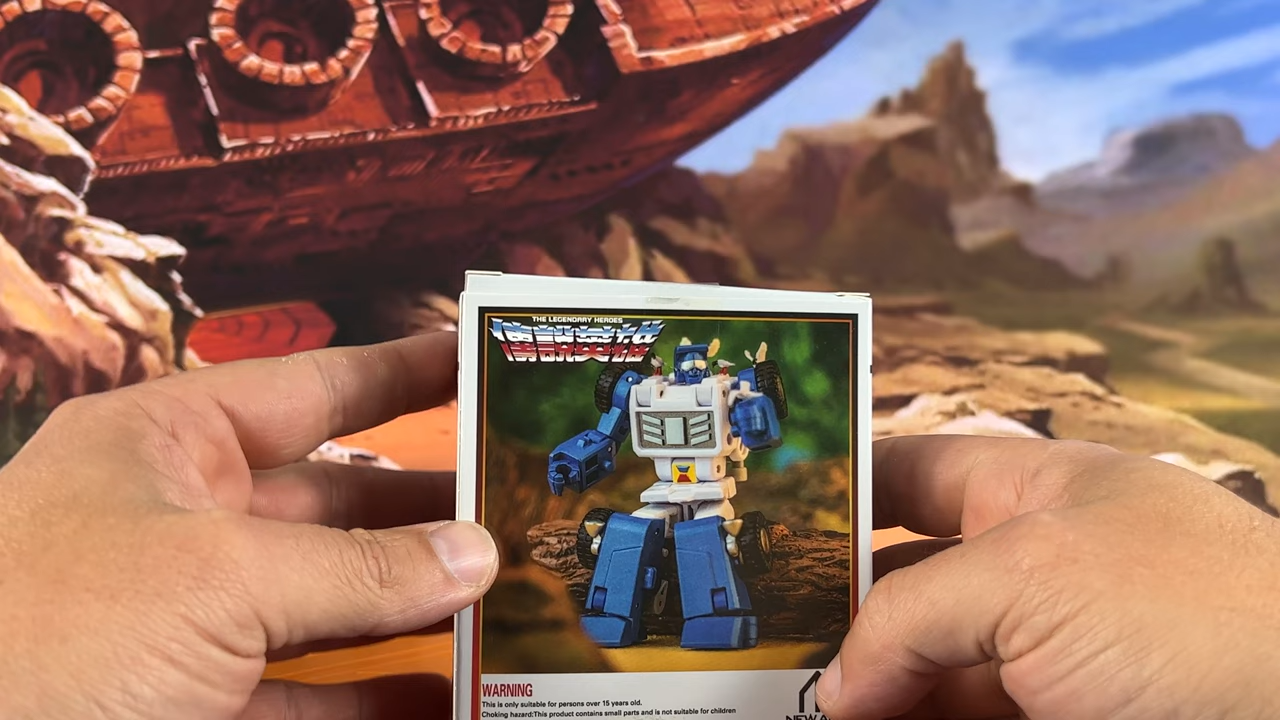 THE LEGENDARY HEROES
傳說英雄
WARNING
This is only suitable for persons over 15 years old.
Choking hazard:This product contains small parts and is not suitable for children
NEWA